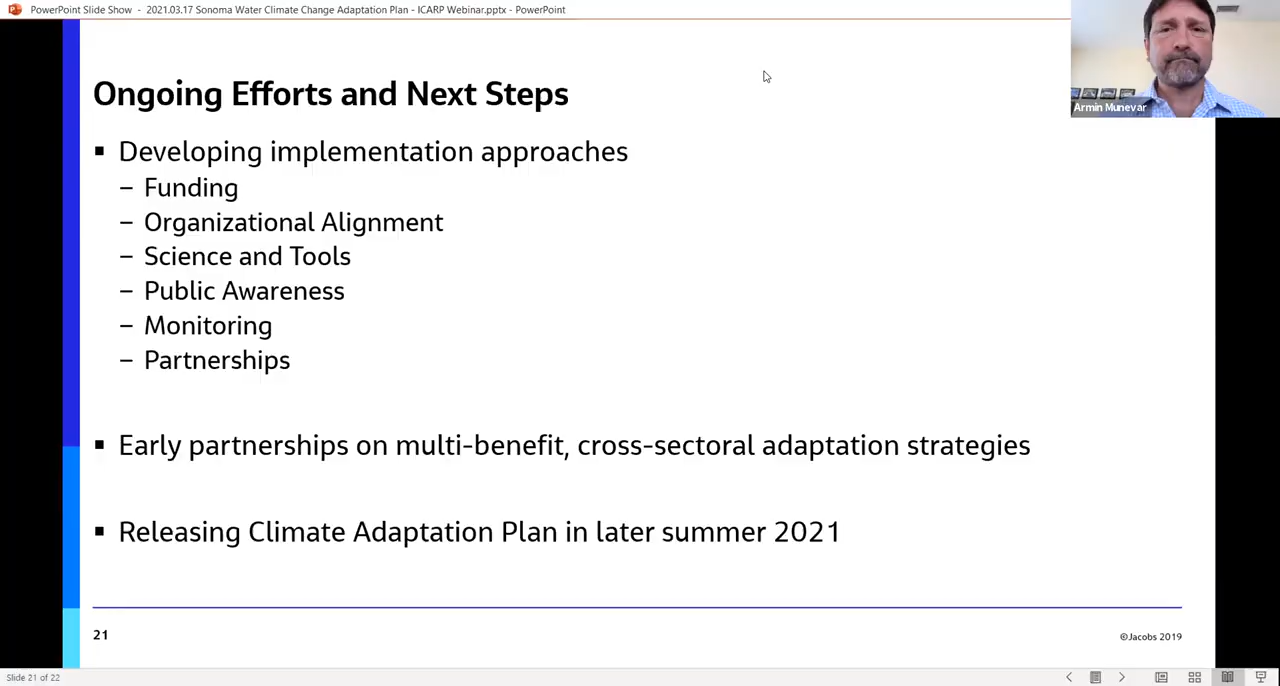 PowerPoint Slide Show - 2021.03.17 Sonoma Water Climate Change Adaptation Plan - ICARP Webinar.pptx - PowerPoint
Armin Munevar
Ongoing Efforts and Next Steps
▪ Developing implementation approaches
– Funding
– Organizational Alignment
– Science and Tools
– Public Awareness
– Monitoring
– Partnerships
▪ Early partnerships on multi-benefit, cross-sectoral adaptation strategies
▪ Releasing Climate Adaptation Plan in later summer 2021
21
©Jacobs 2019
Slide 21 of 22